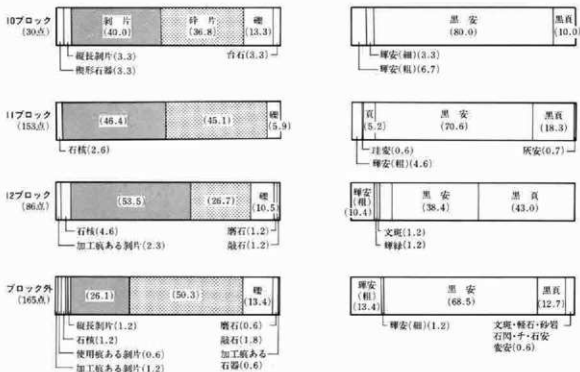 10ブロック
(30点)
剥片
(40.0)
砕片
(36.8)
礫
(13.3)
縦長剥片(3.3)
楔形石器(3.3)
台石(3.3)
黒安
(80.0)
黒頁
(10.0)
輝安(細)(3.3)
輝安(粗)(6.7)
11ブロック
(153点)
(46.4)
(45.1)
礫
(5.9)
石核(2.6)
頁
(5.2)
黒安
(70.6)
黒頁
(18.3)
珪変(0.6)
輝安(粗)(4.6)
灰安(0.7)
12ブロック
(86点)
(53.5)
(26.7)
礫
(10.5)
石核(4.6)
加工痕ある剥片(2.3)
磨石(1.2)
敲石(1.2)
輝安
(粗)
(10.4)
黒安
(38.4)
黒頁
(43.0)
文斑(1.2)
輝緑(1.2)
ブロック外
(165点)
(26.1)
(50.3)
礫
(13.4)
縦長剥片(1.2)
石核(1.2)
使用痕ある剥片(0.6)
加工痕ある剥片(1.2)
磨石(0.6)
敲石(1.8)
加工痕ある
石器(0.6)
輝安
(粗)
(13.4)
黒安
(68.5)
黒頁
(12.7)
輝安(細)(1.2)
文斑・軽石・砂岩
石閃・チ・石安
変安(0.6)